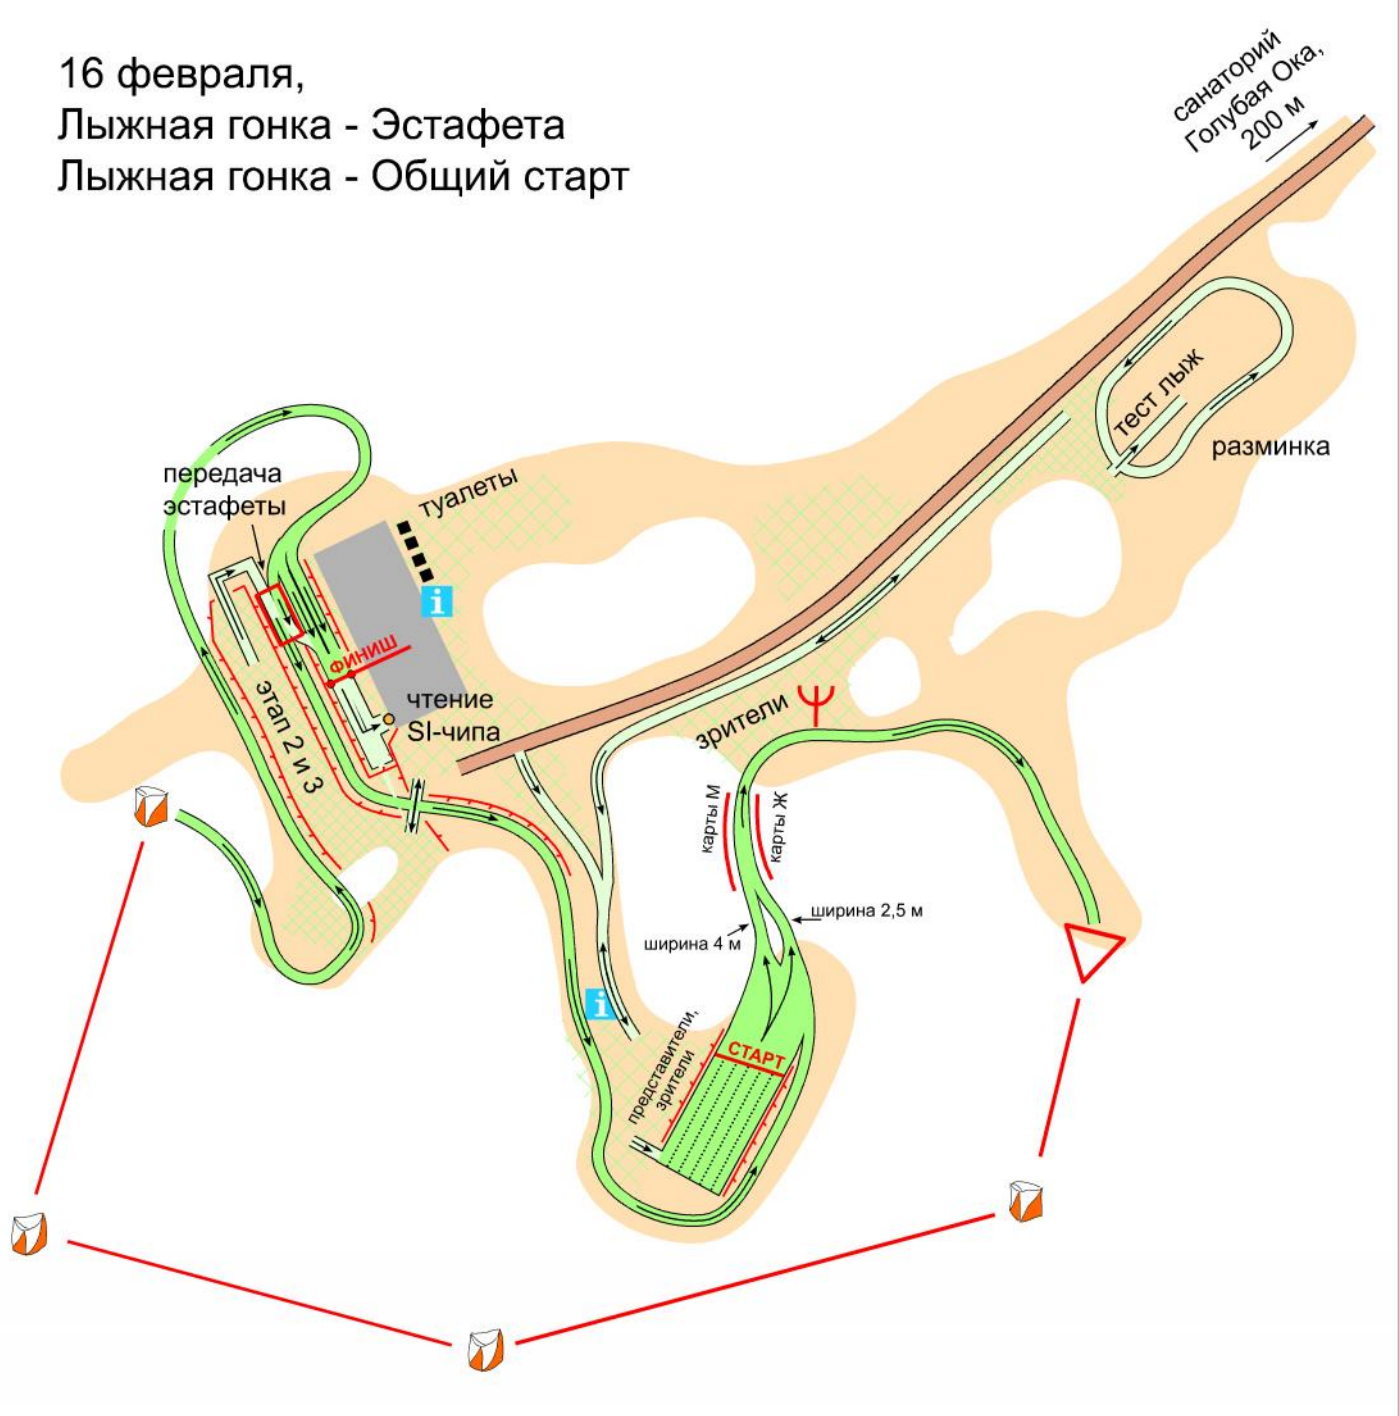 16 февраля,
Лыжная гонка - Эстафета
Лыжная гонка - Общий старт
санаторий
Голубая Ока,
200 м
тест лыж
разминка
передача
эстафеты
туалеты
i
ФИНИШ
чтение
SI-чипа
этап 2 и 3
зрители
карты М
карты Ж
ширина 2,5 м
ширина 4 м
i
представители,
зрители
СТАРТ